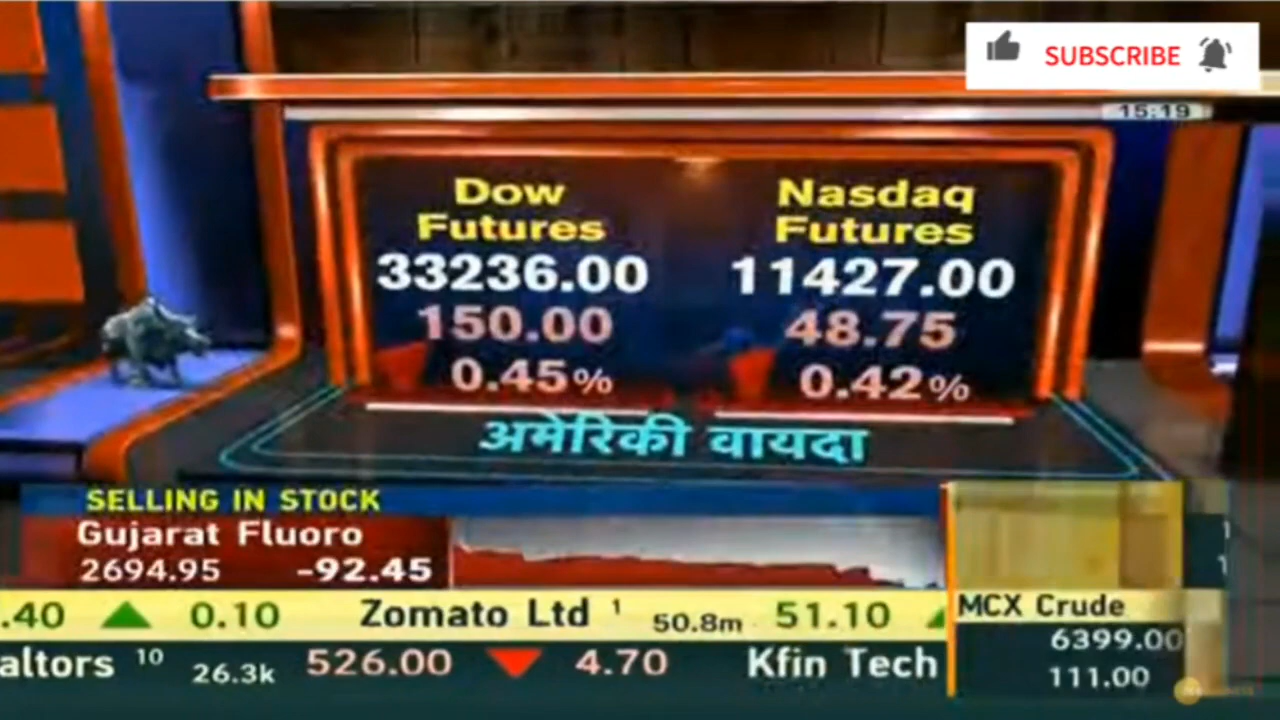 SUBSCRIBE
15:19
Dow Futures
33236.00
150.00
0.45%
Nasdaq Futures
11427.00
48.75
0.42%
अमेरिकी वायदा
SELLING IN STOCK
Gujarat Fluoro
2694.95 -92.45
.40 0.10 Zomato Ltd 1 50.8m 51.10
altors 10 26.3k 526.00 4.70 Kfin Tech
MCX Crude
6399.00
111.00